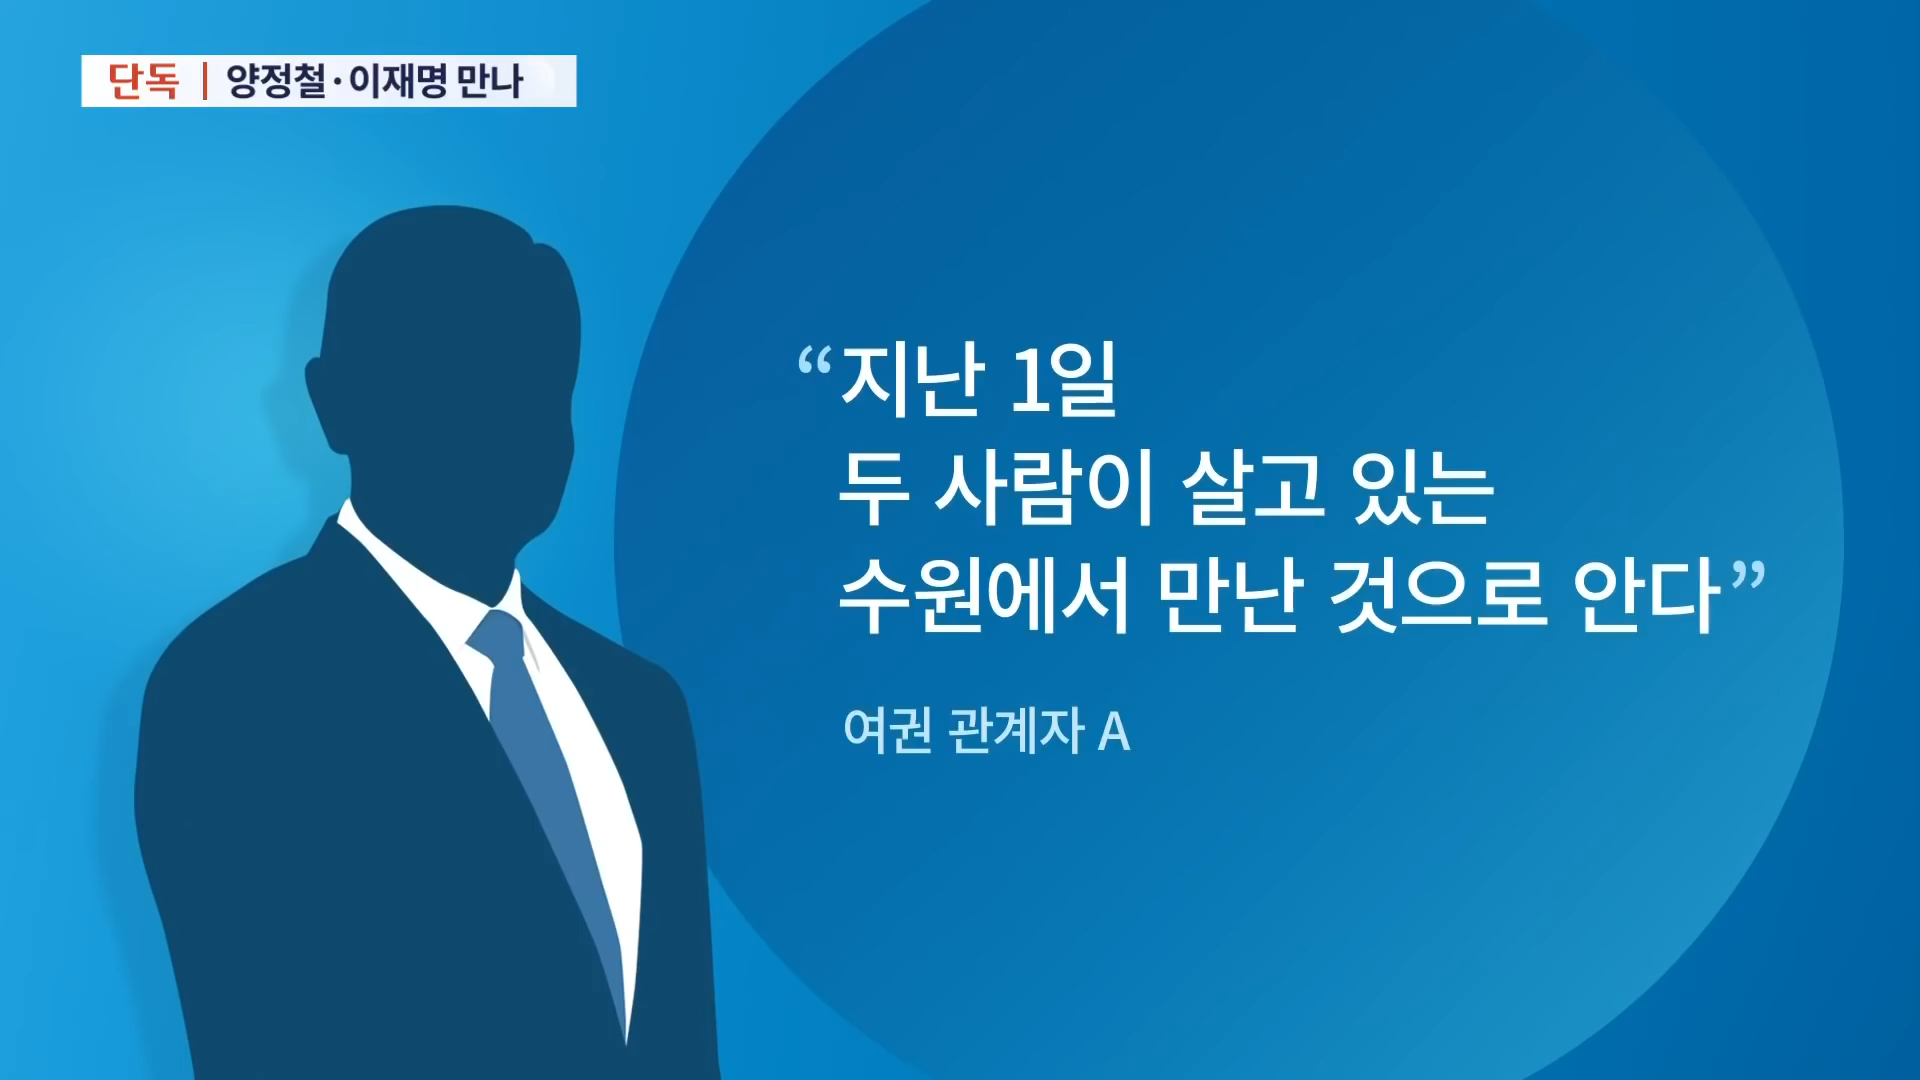 단독 | 양정철·이재명 만나
“지난 1일
두 사람이 살고 있는
수원에서 만난 것으로 안다”
여권 관계자 A